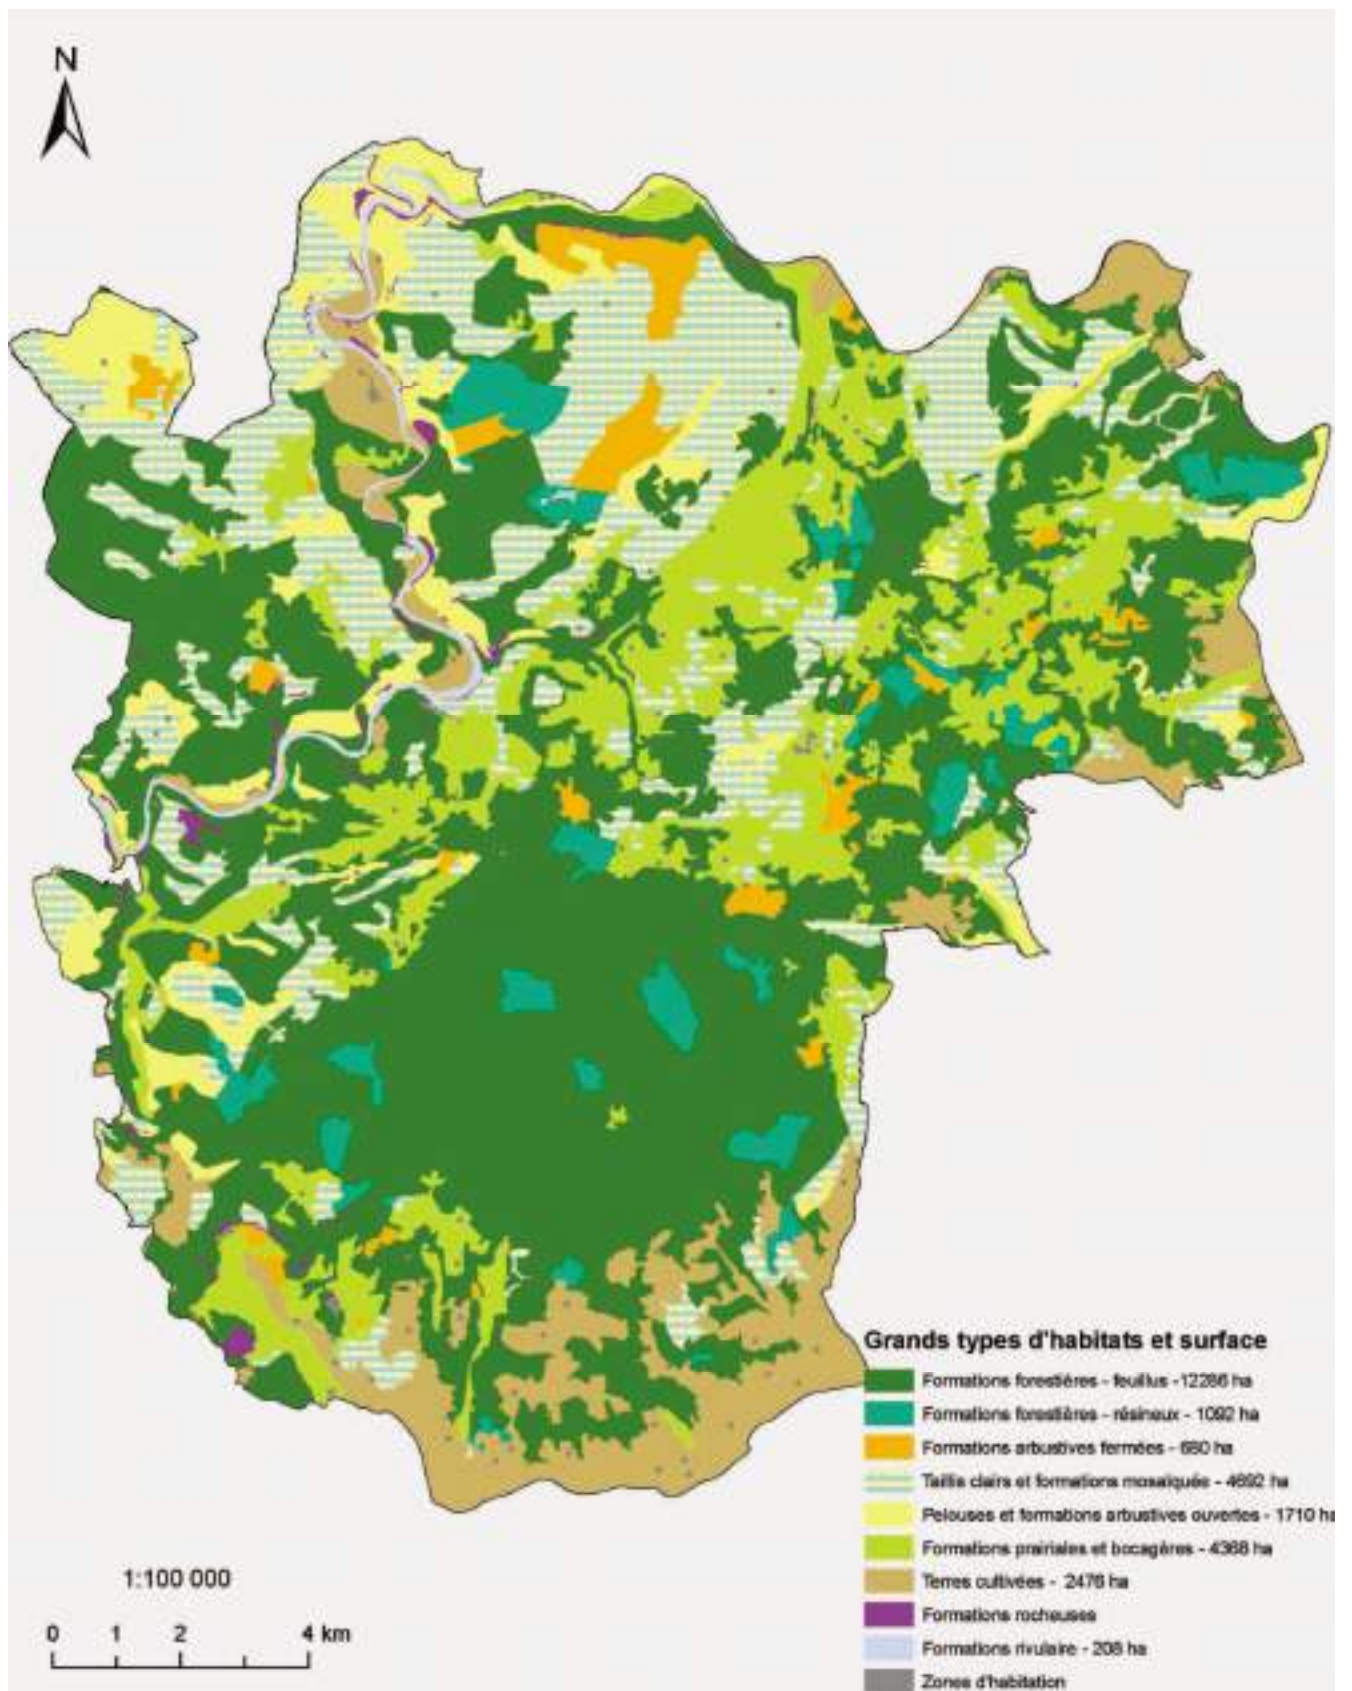 N
Grands types d'habitats et surface
Formations forestières - feuillus -12286 ha
Formations forestières - résineux - 1092 ha
Formations arbustives fermées - 680 ha
Taillis clairs et formations mosaïqués - 4692 ha
Pelouses et formations arbustives ouvertes - 1710 ha
Formations prairiales et bocagères - 4368 ha
Terres cultivées - 2476 ha
Formations rocheuses
Formations rivulaire - 208 ha
Zones d'habitation
1:100 000
0 1 2 4 km